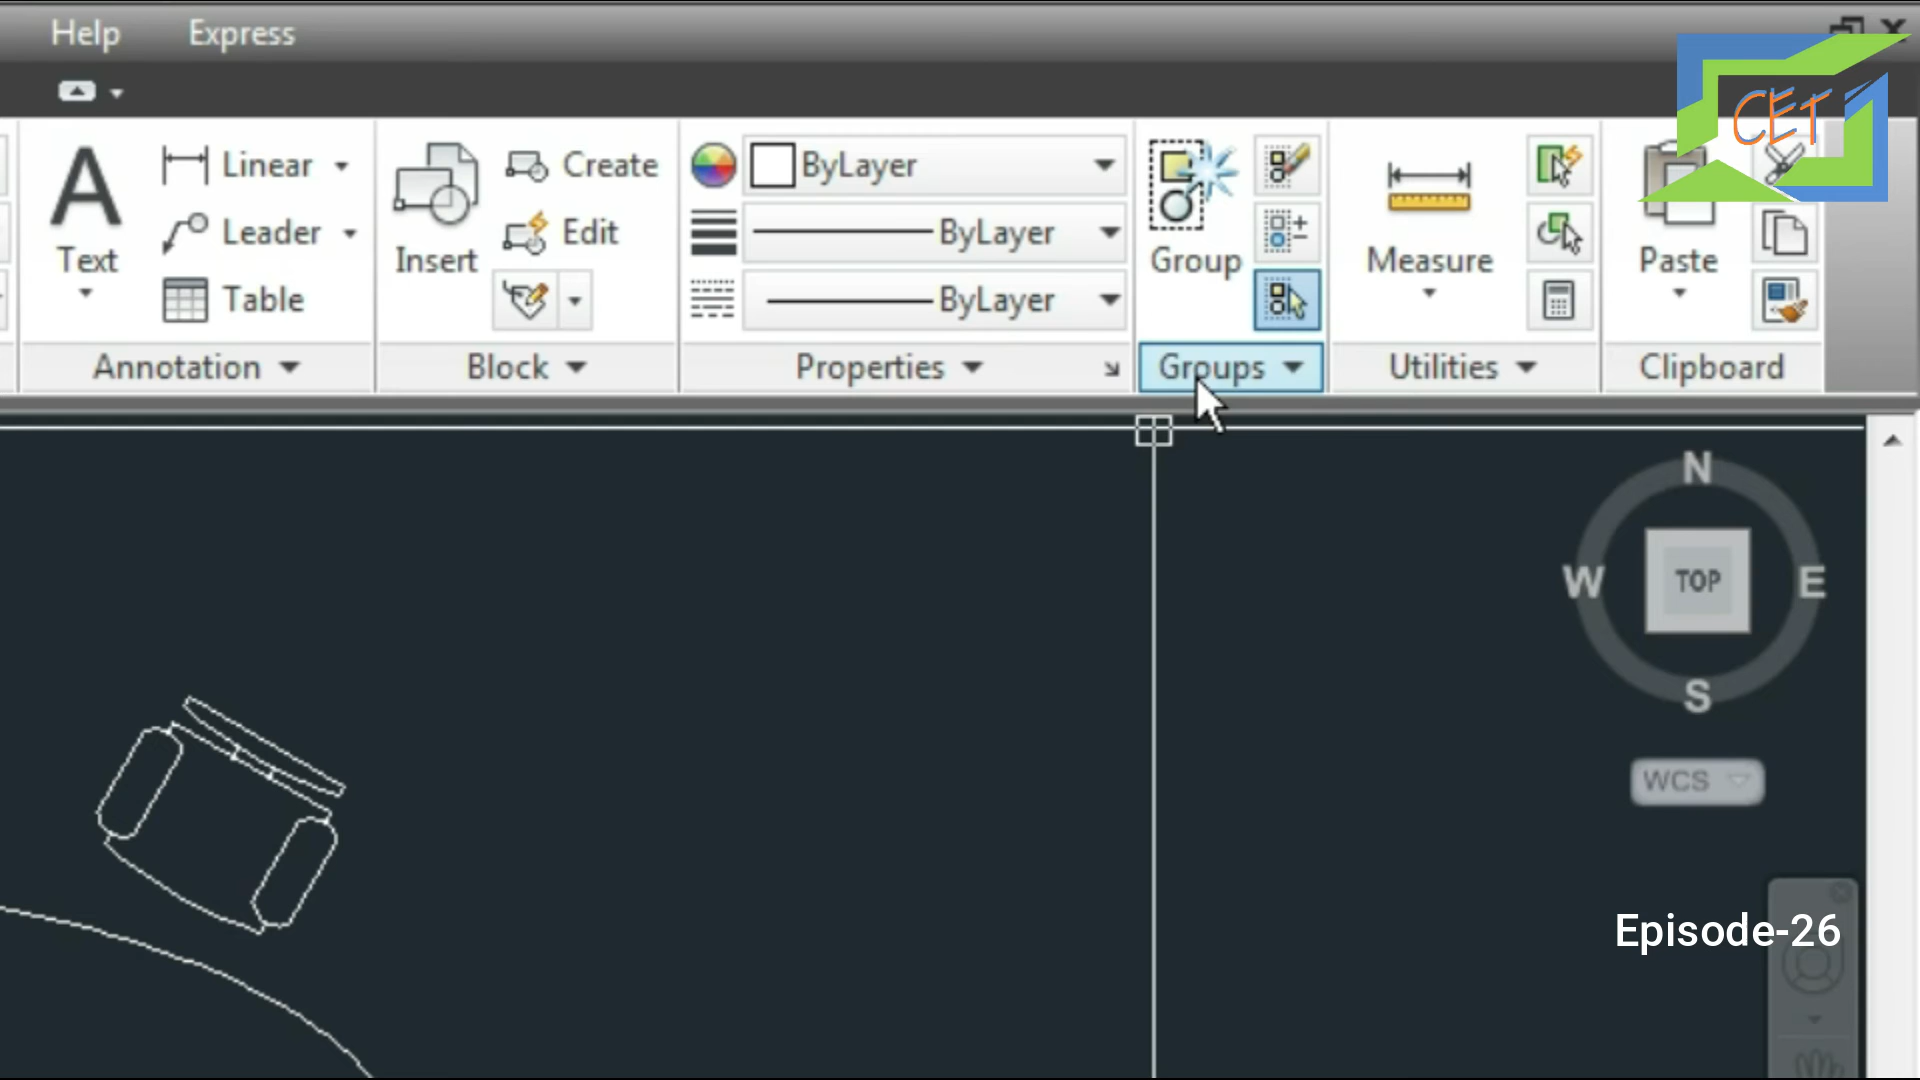 Help Express
CET
Text
Linear
Leader
Table
Annotation
Insert
Create
Edit
Block
ByLayer
ByLayer
ByLayer
Properties
Group
Groups
Measure
Utilities
Paste
Clipboard
N
W TOP E
S
WCS
Episode-26